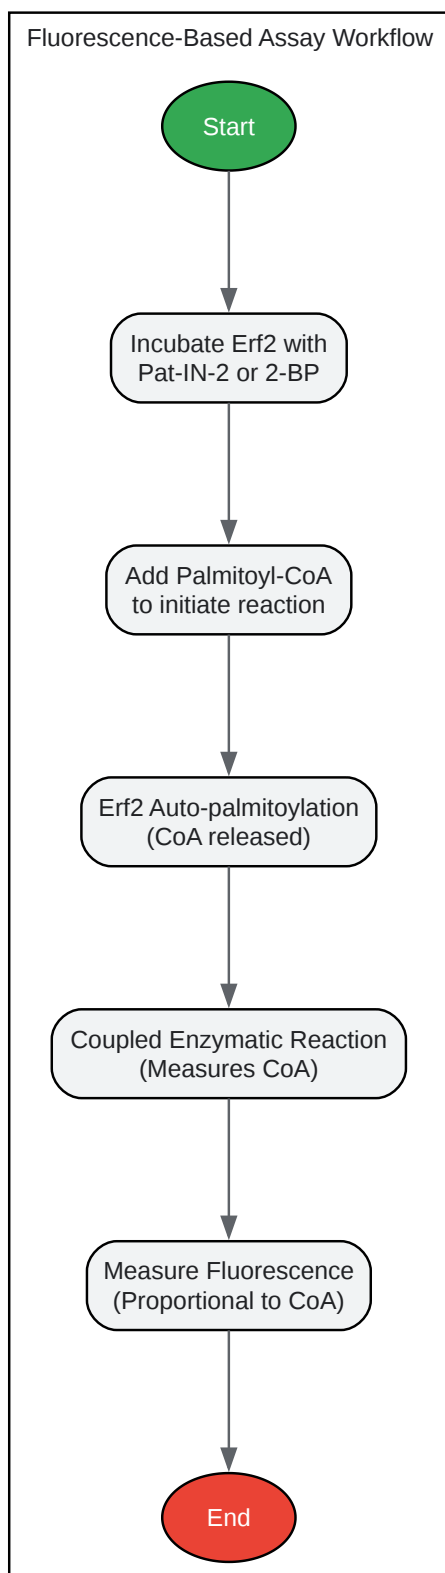 Fluorescence-Based Assay Workflow
Start
Incubate Erf2 with
Pat-IN-2 or 2-BP
Add Palmitoyl-CoA
to initiate reaction
Erf2 Auto-palmitoylation
(CoA released)
Coupled Enzymatic Reaction
(Measures CoA)
Measure Fluorescence
(Proportional to CoA)
End